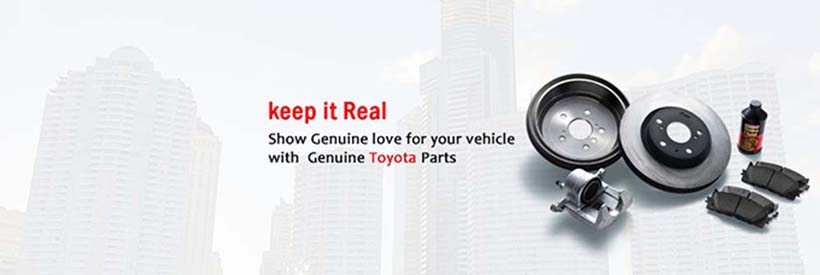 keep it Real
Show Genuine love for your vehicle
with Genuine Toyota Parts